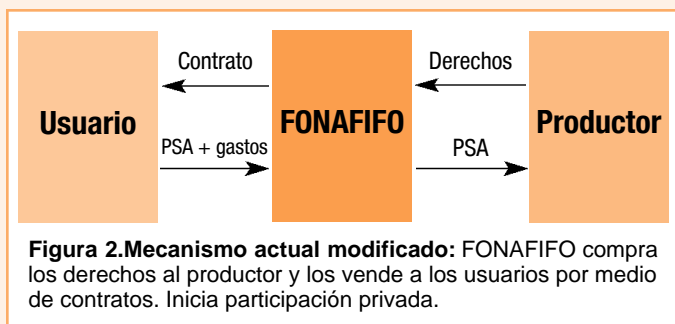 Contrato
Derechos
Usuario
FONAFIFO
Productor
PSA + gastos
PSA
Figura 2.Mecanismo actual modificado: FONAFIFO compra
los derechos al productor y los vende a los usuarios por medio
de contratos. Inicia participación privada.